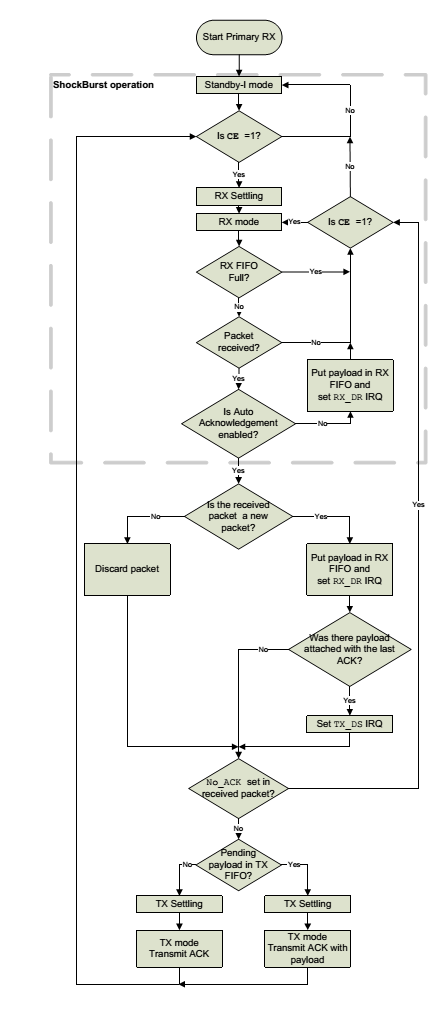 Start Primary RX
ShockBurst operation
Standby-I mode
No
Is CE =1?
No
Yes
RX Settling
RX mode
Yes
Is CE =1?
RX FIFO
Full?
Yes
No
Packet
received?
No
Yes
Put payload in RX
FIFO and
set RX_DR IRQ
Is Auto
Acknowledgement
enabled?
No
Yes
Is the received
packet a new
packet?
No
Yes
Yes
Discard packet
Put payload in RX
FIFO and
set RX_DR IRQ
Was there payload
attached with the last
ACK?
No
Yes
Set TX_DS IRQ
No_ACK set in
received packet?
No
Pending
payload in TX
FIFO?
No
Yes
TX Settling
TX Settling
TX mode
Transmit ACK
TX mode
Transmit ACK with
payload